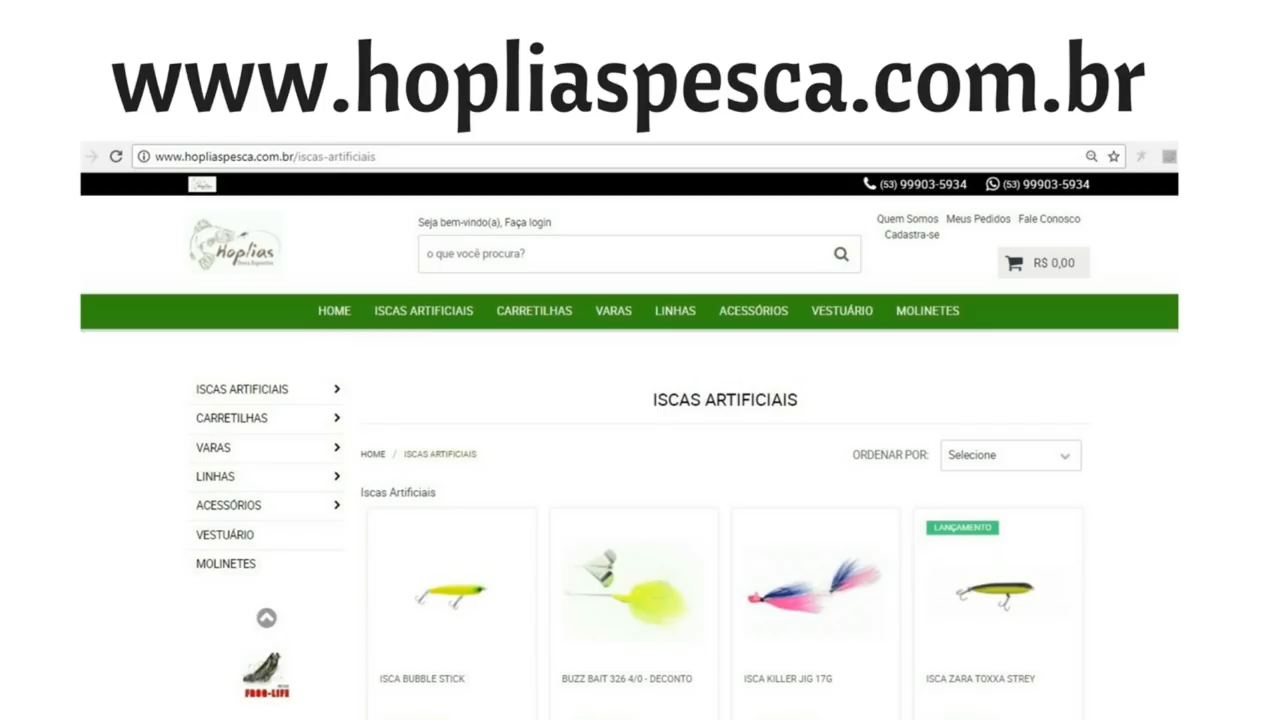 www.hopliaspesca.com.br
www.hopliaspesca.com.br/iscas-artificiais
(53) 99903-5934 (53) 99903-5934
Hoplias
Seja bem-vindo(a), Faça login
Quem Somos Meus Pedidos Fale Conosco
Cadastra-se
o que você procura?
R$ 0,00
HOME ISCAS ARTIFICIAIS CARRETILHAS VARAS LINHAS ACESSÓRIOS VESTUÁRIO MOLINETES
ISCAS ARTIFICIAIS
CARRETILHAS
VARAS
LINHAS
ACESSÓRIOS
VESTUÁRIO
MOLINETES
FROG-LIFE
ISCAS ARTIFICIAIS
HOME / ISCAS ARTIFICIAIS
ORDENAR POR: Selecione
Iscas Artificiais
LANÇAMENTO
ISCA BUBBLE STICK
BUZZ BAIT 326 4/0 - DECONTO
ISCA KILLER JIG 17G
ISCA ZARA TOXXA STREY